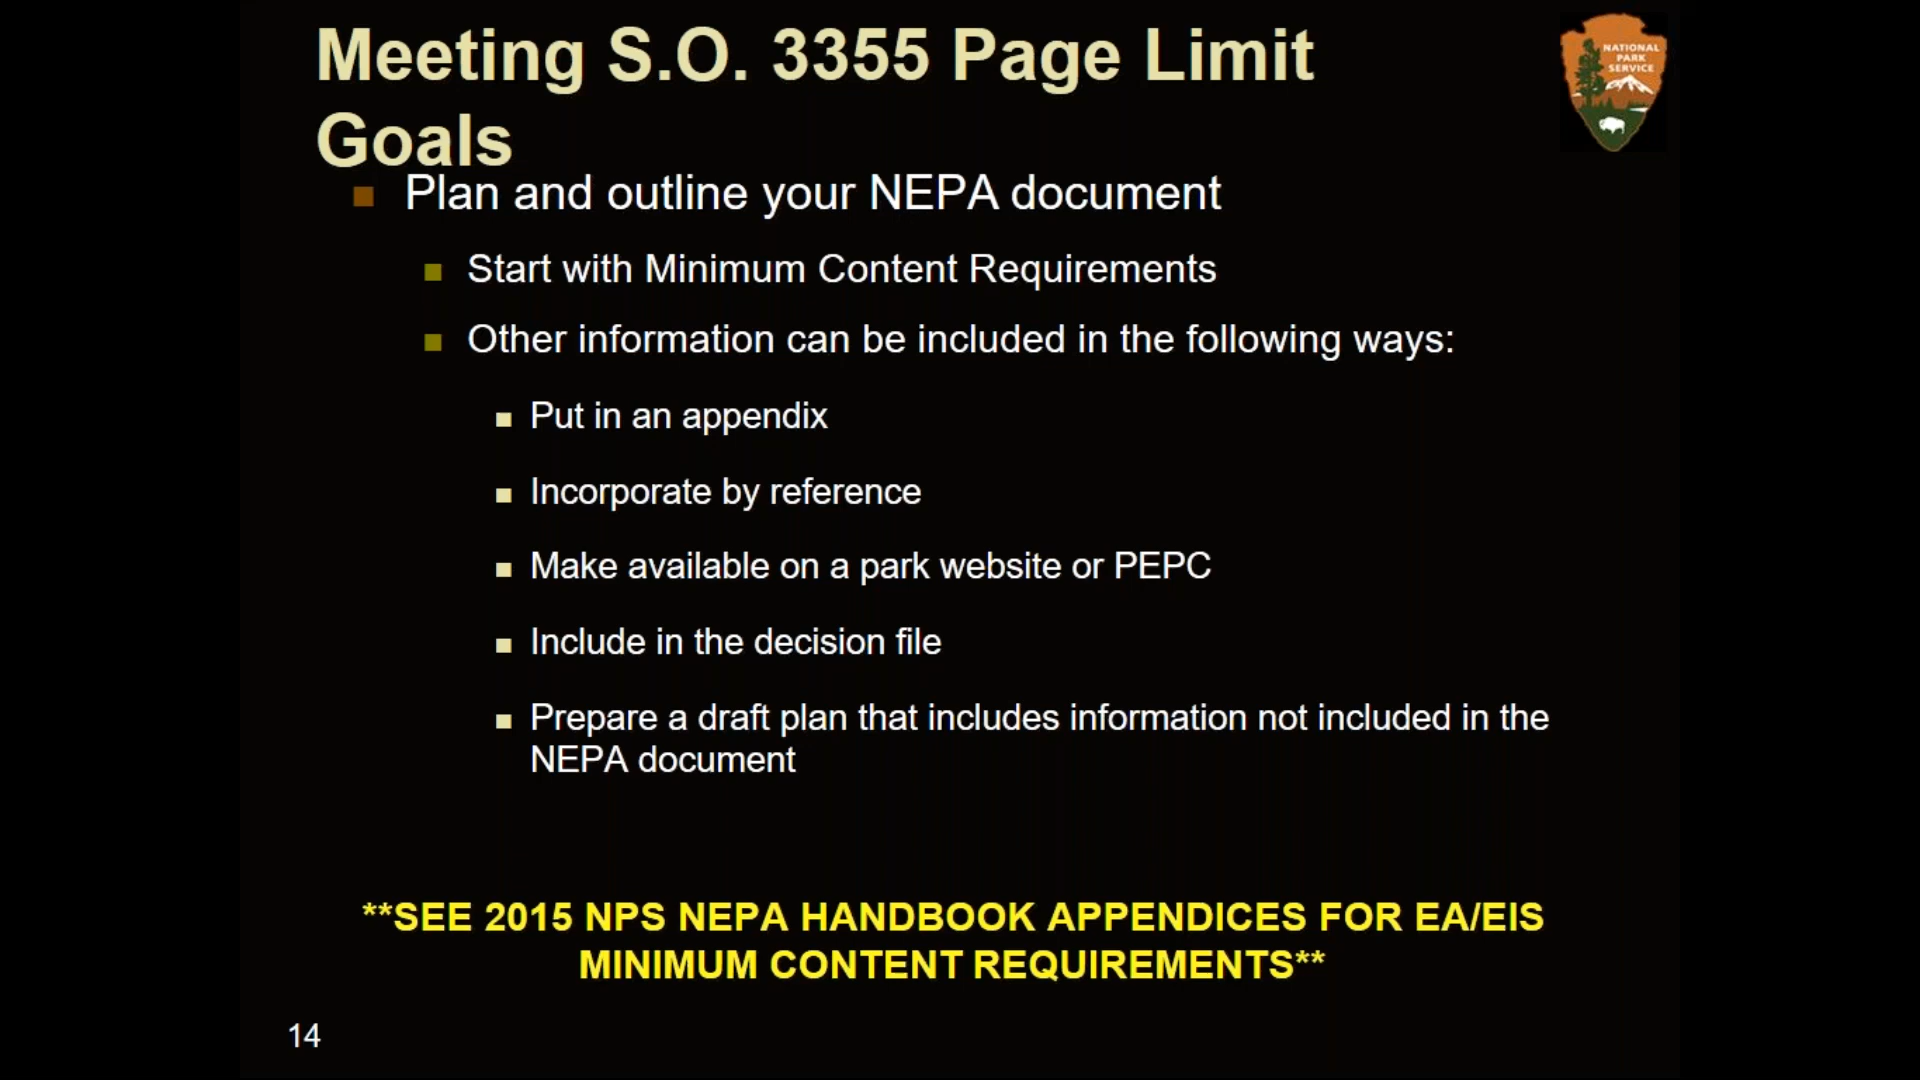 Meeting S.O. 3355 Page Limit
Goals
NATIONAL
PARK
SERVICE
Plan and outline your NEPA document
Start with Minimum Content Requirements
Other information can be included in the following ways:
Put in an appendix
Incorporate by reference
Make available on a park website or PEPC
Include in the decision file
Prepare a draft plan that includes information not included in the
NEPA document
**SEE 2015 NPS NEPA HANDBOOK APPENDICES FOR EA/EIS
MINIMUM CONTENT REQUIREMENTS**
14